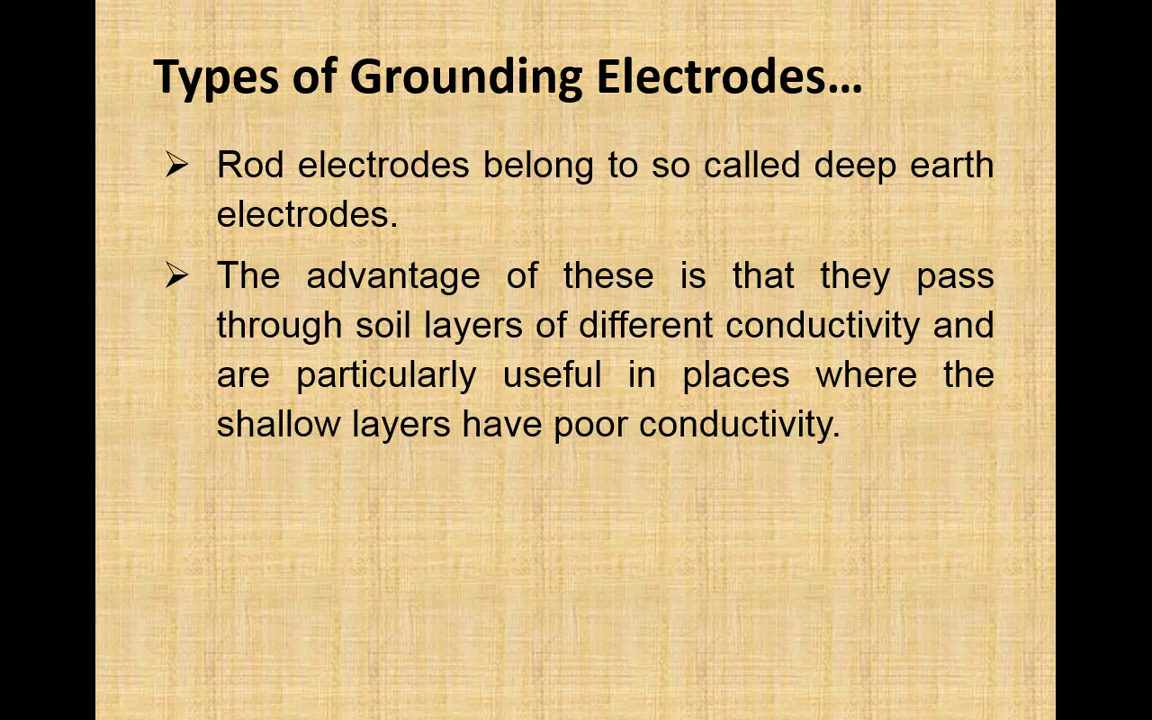 Types of Grounding Electrodes…
➢ Rod electrodes belong to so called deep earth
electrodes.
➢ The advantage of these is that they pass
through soil layers of different conductivity and
are particularly useful in places where the
shallow layers have poor conductivity.